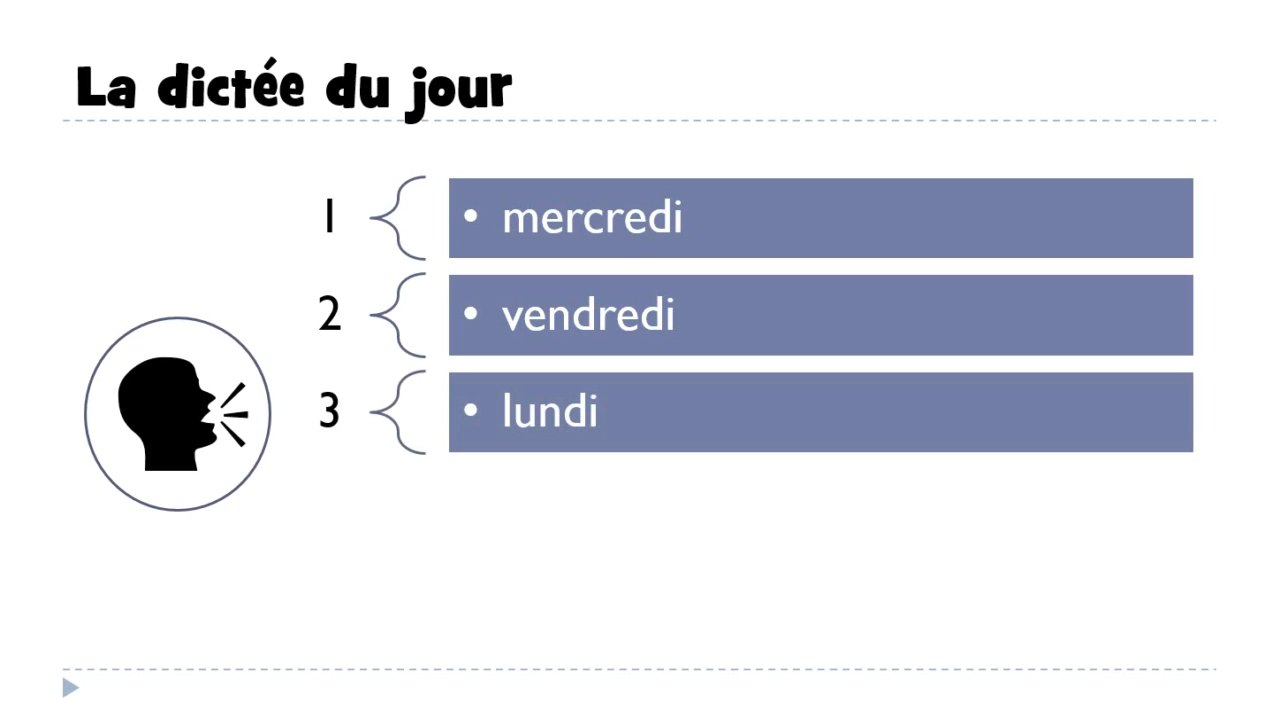 La dictée du jour
1
• mercredi
2
• vendredi
3
• lundi